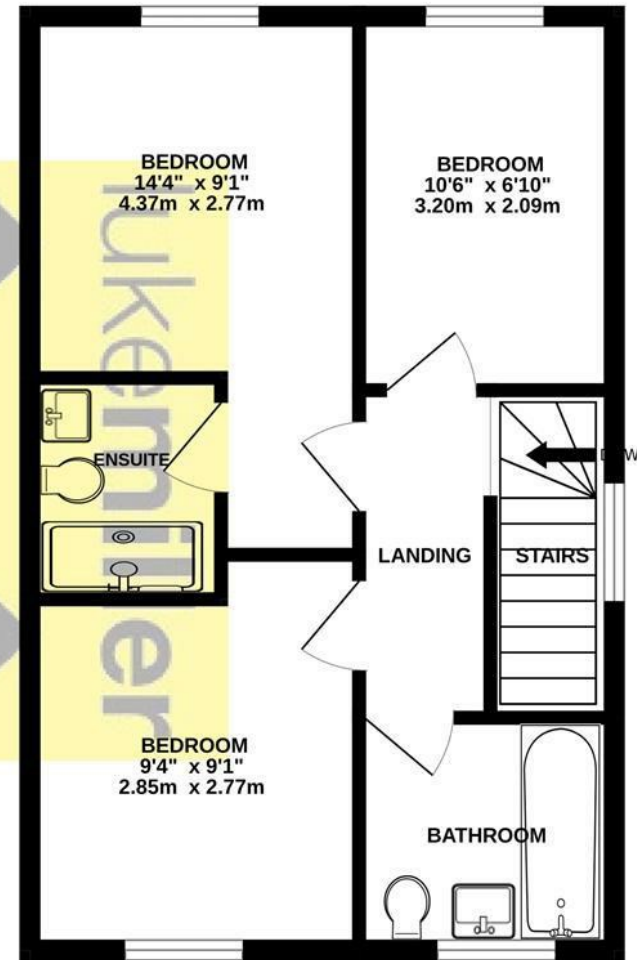 BEDROOM
14'4" x 9'1"
4.37m x 2.77m
BEDROOM
10'6" x 6'10"
3.20m x 2.09m
lukemiller
ENSUITE
LANDING
STAIRS
BEDROOM
9'4" x 9'1"
2.85m x 2.77m
BATHROOM